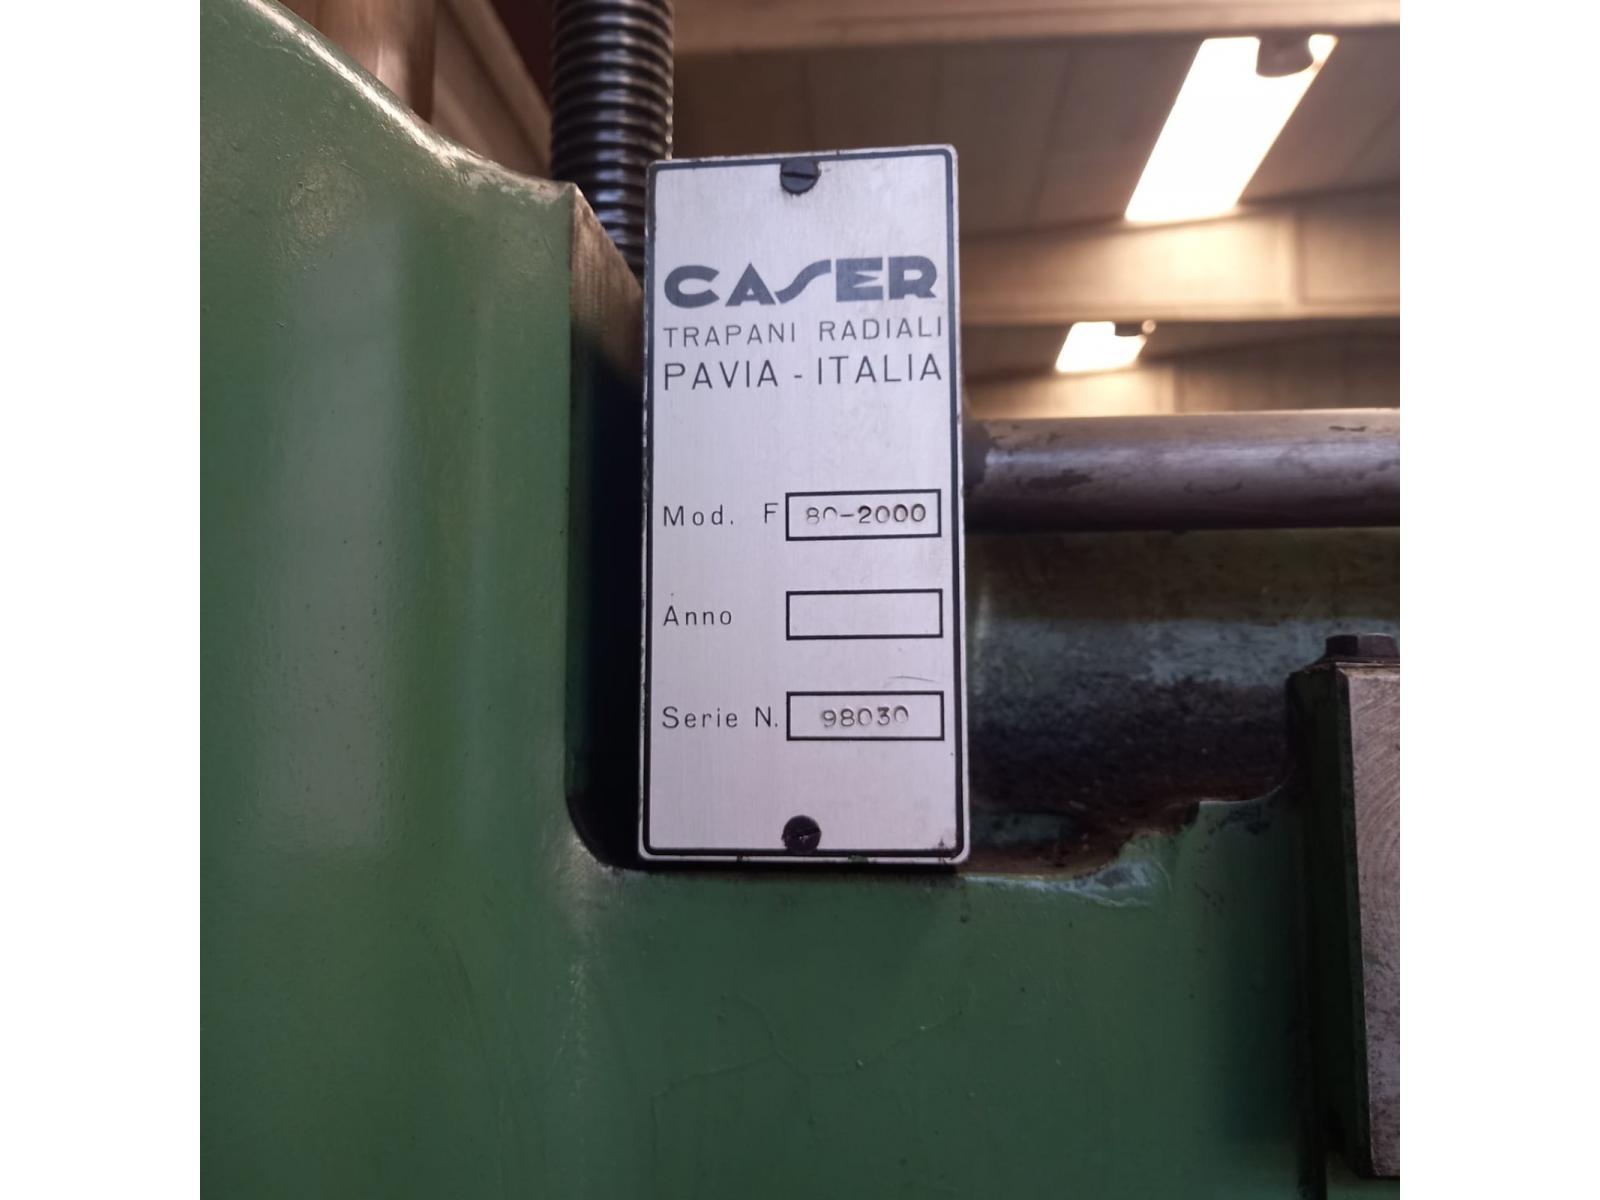 CASER
TRAPANI RADIALI
PAVIA - ITALIA
Mod. F 80-2000
Anno
Serie N. 98030